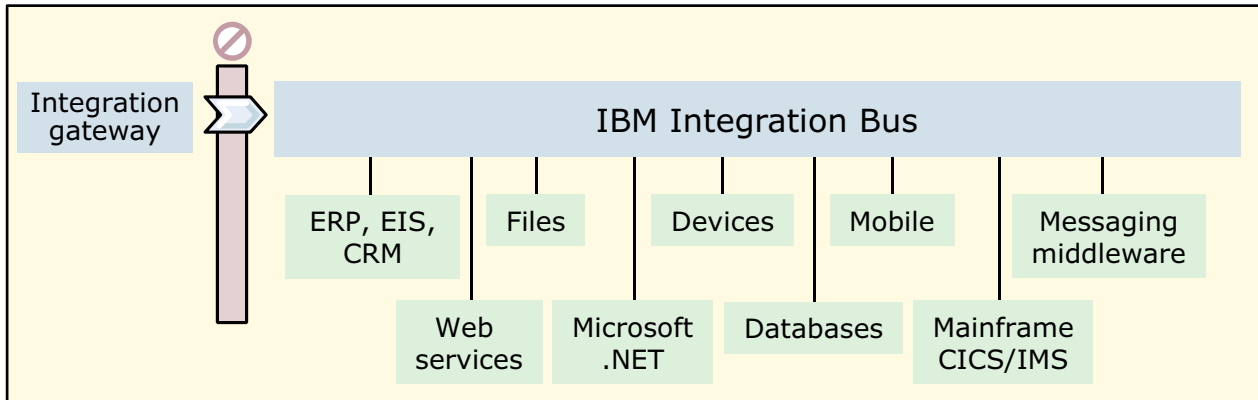 Integration
gateway
IBM Integration Bus
ERP, EIS,
CRM
Files
Devices
Mobile
Messaging
middleware
Web
services
Microsoft
.NET
Databases
Mainframe
CICS/IMS